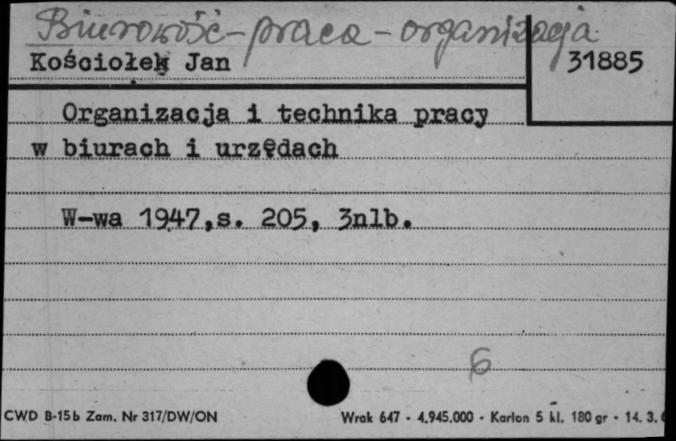 Biurowość - praca - organizacja
Kościołek Jan
31885
Organizacja i technika pracy
w biurach i urzędach
W-wa 1947,s. 205, 3nlb.
6
CWD B-15b Zam. Nr 317/DW/ON
Wrak 647 - 4.945.000 - Karton 5 kl. 180 gr - 14. 3.